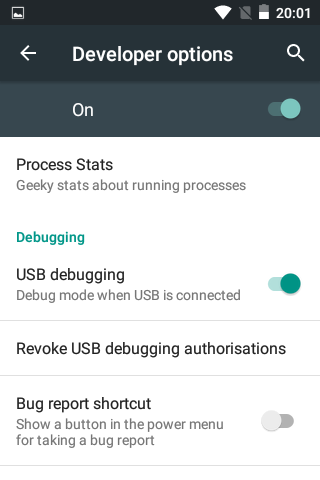 20:01
Developer options
On
Process Stats
Geeky stats about running processes
Debugging
USB debugging
Debug mode when USB is connected
Revoke USB debugging authorisations
Bug report shortcut
Show a button in the power menu
for taking a bug report